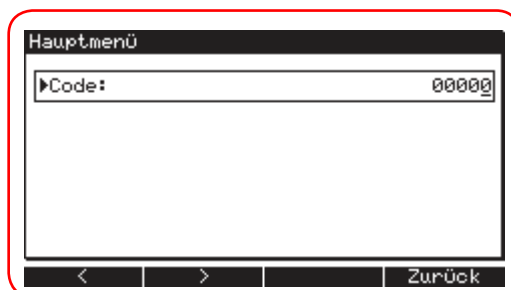 Hauptmenü
▶Code: 00000
< > Zurück